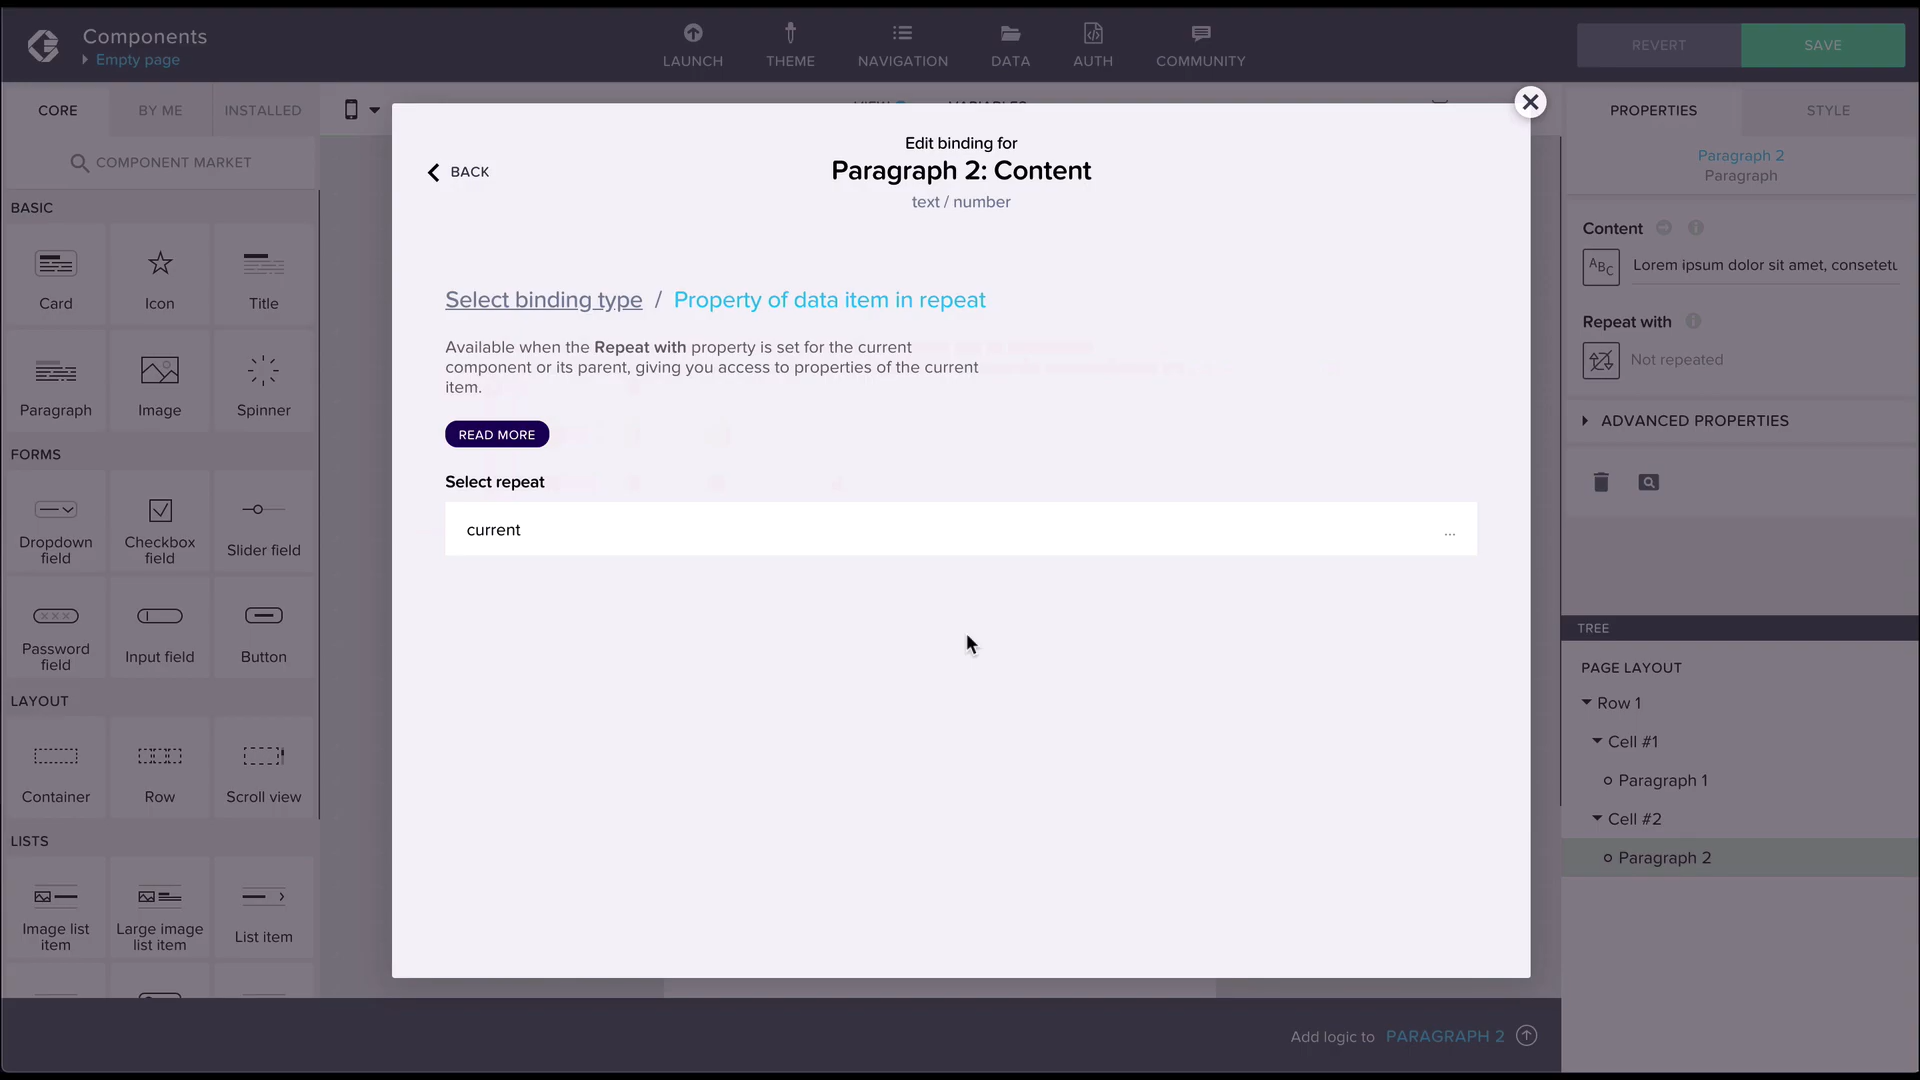 Components
Empty page
LAUNCH
THEME
NAVIGATION
DATA
AUTH
COMMUNITY
REVERT
SAVE
CORE
BY ME
INSTALLED
COMPONENT MARKET
BASIC
Card
Icon
Title
Paragraph
Image
Spinner
FORMS
Dropdown
field
Checkbox
field
Slider field
Password
field
Input field
Button
LAYOUT
Container
Row
Scroll view
LISTS
Image list
item
Large image
list item
List item
VIEW
VARIABLES
Edit binding for
BACK
Paragraph 2: Content
text / number
Select binding type / Property of data item in repeat
Available when the Repeat with property is set for the current
component or its parent, giving you access to properties of the current
item.
READ MORE
Select repeat
current ...
Add logic to PARAGRAPH 2
PROPERTIES
STYLE
Paragraph 2
Paragraph
Content
ABC Lorem ipsum dolor sit amet, consetetu
Repeat with
Not repeated
ADVANCED PROPERTIES
TREE
PAGE LAYOUT
Row 1
Cell #1
Paragraph 1
Cell #2
Paragraph 2